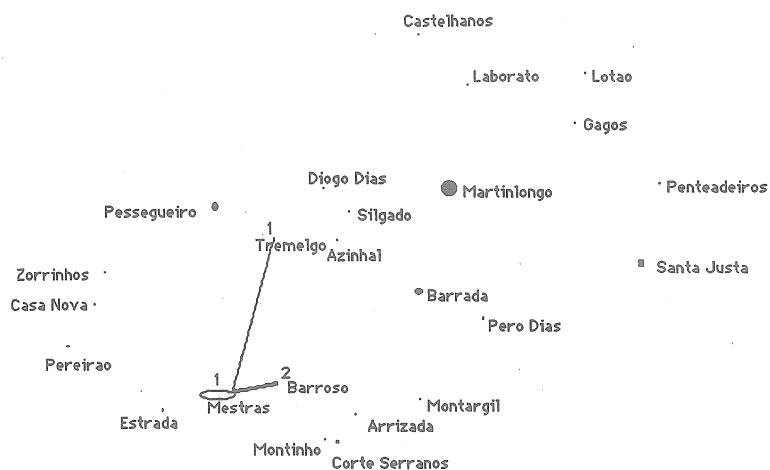 Castelhanos
Laborato
Lotao
Gagos
Diogo Dias
Martinlongo
Penteadeiros
Pessegueiro
Silgado
1
Tremelgo
Azinhal
Zorrinhos
Santa Justa
Casa Nova
Barrada
Pero Dias
Pereirao
1
2
Barroso
Mestras
Montargil
Estrada
Arrizada
Montinho
Corte Serranos